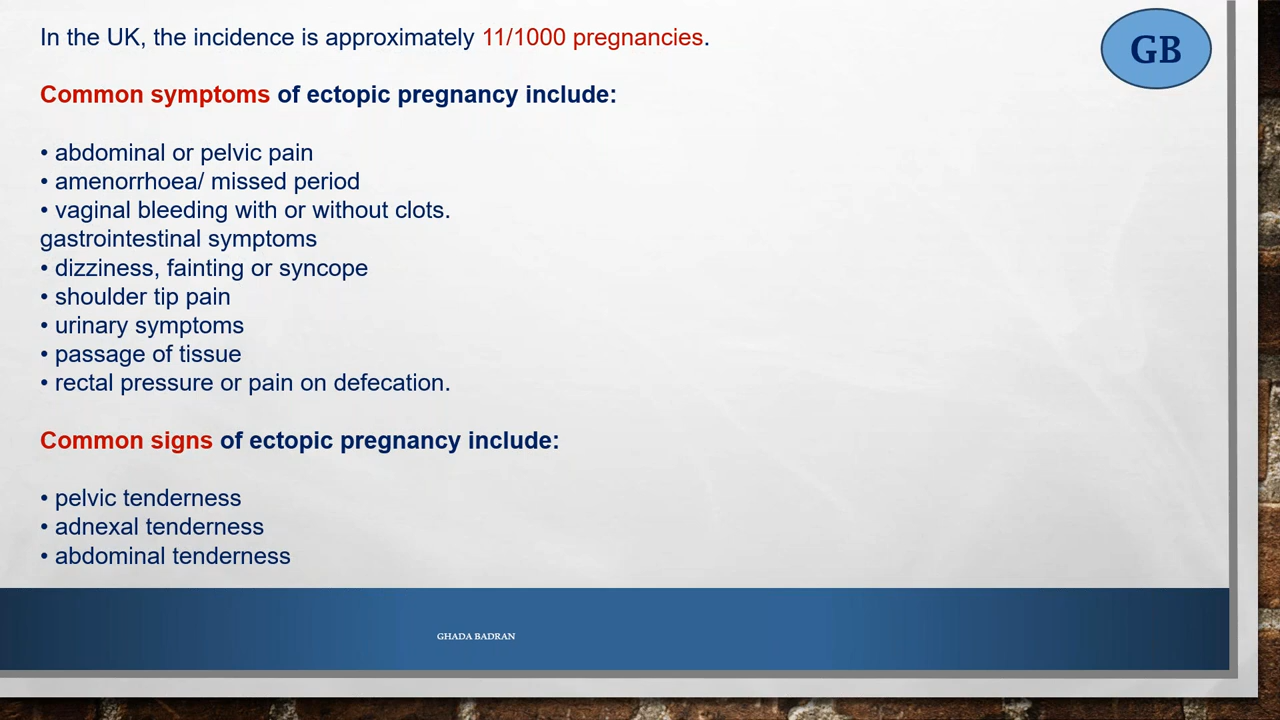 In the UK, the incidence is approximately 11/1000 pregnancies.
GB
Common symptoms of ectopic pregnancy include:
• abdominal or pelvic pain
• amenorrhoea/ missed period
• vaginal bleeding with or without clots.
gastrointestinal symptoms
• dizziness, fainting or syncope
• shoulder tip pain
• urinary symptoms
• passage of tissue
• rectal pressure or pain on defecation.
Common signs of ectopic pregnancy include:
• pelvic tenderness
• adnexal tenderness
• abdominal tenderness
GHADA BADRAN